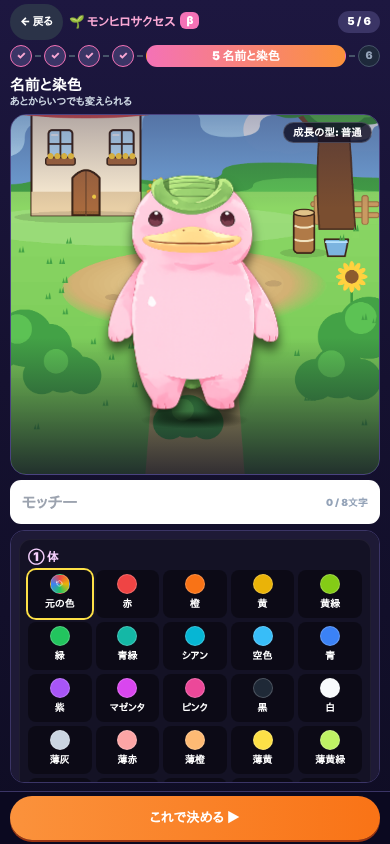 ← 戻る
🌱 モンヒロサクセス β
5 / 6
5 名前と染色
6
名前と染色
あとからいつでも変えられる
成長の型: 普通
モッチー
0 / 8文字
① 体
元の色 赤 橙 黄 黄緑
緑 青緑 シアン 空色 青
紫 マゼンタ ピンク 黒 白
薄灰 薄赤 薄橙 薄黄 薄黄緑
これで決める ▶